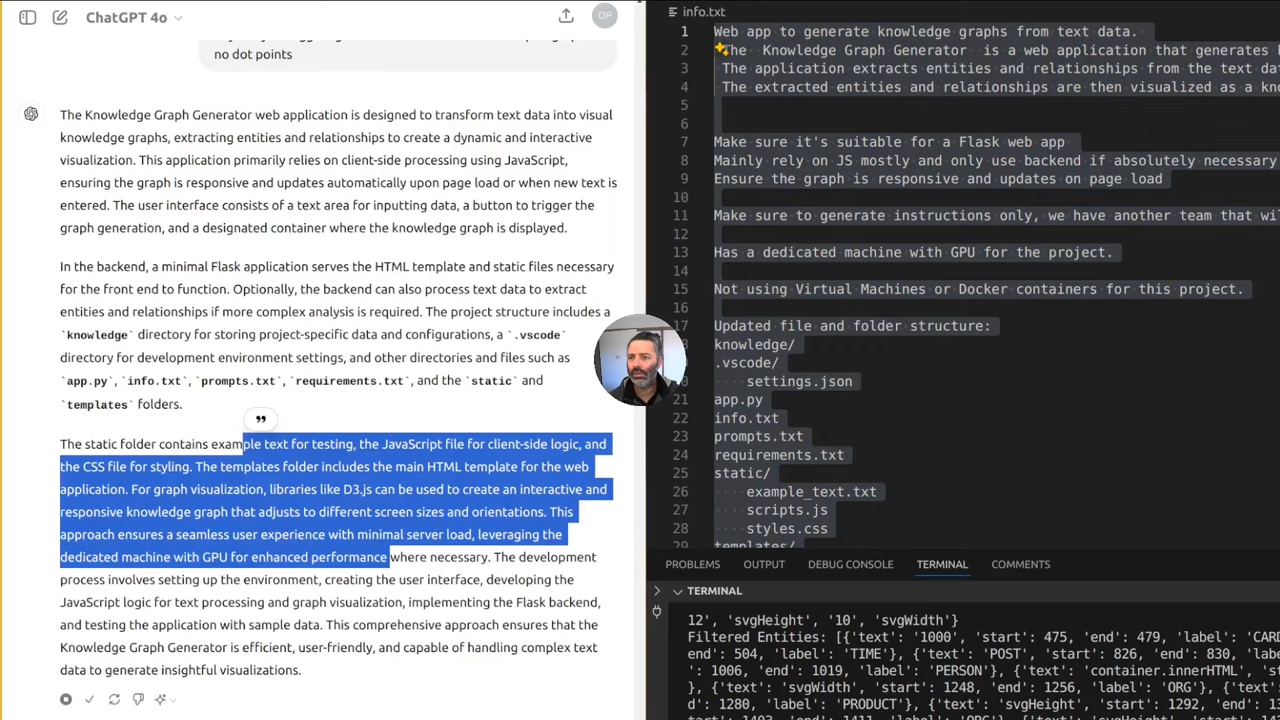 ChatGPT 4o
OP
no dot points
The Knowledge Graph Generator web application is designed to transform text data into visual
knowledge graphs, extracting entities and relationships to create a dynamic and interactive
visualization. This application primarily relies on client-side processing using JavaScript,
ensuring the graph is responsive and updates automatically upon page load or when new text is
entered. The user interface consists of a text area for inputting data, a button to trigger the
graph generation, and a designated container where the knowledge graph is displayed.
In the backend, a minimal Flask application serves the HTML template and static files necessary
for the front end to function. Optionally, the backend can also process text data to extract
entities and relationships if more complex analysis is required. The project structure includes a
`knowledge` directory for storing project-specific data and configurations, a `.vscode`
directory for development environment settings, and other directories and files such as
`app.py`, `info.txt`, `prompts.txt`, `requirements.txt`, and the `static` and
`templates` folders.
The static folder contains example text for testing, the JavaScript file for client-side logic, and
the CSS file for styling. The templates folder includes the main HTML template for the web
application. For graph visualization, libraries like D3.js can be used to create an interactive and
responsive knowledge graph that adjusts to different screen sizes and orientations. This
approach ensures a seamless user experience with minimal server load, leveraging the
dedicated machine with GPU for enhanced performance where necessary. The development
process involves setting up the environment, creating the user interface, developing the
JavaScript logic for text processing and graph visualization, implementing the Flask backend,
and testing the application with sample data. This comprehensive approach ensures that the
Knowledge Graph Generator is efficient, user-friendly, and capable of handling complex text
data to generate insightful visualizations.
info.txt
1 Web app to generate knowledge graphs from text data.
2 The Knowledge Graph Generator is a web application that generates
3 The application extracts entities and relationships from the text dat
4 The extracted entities and relationships are then visualized as a kno
5
6
7 Make sure it's suitable for a Flask web app
8 Mainly rely on JS mostly and only use backend if absolutely necessary
9 Ensure the graph is responsive and updates on page load
10
11 Make sure to generate instructions only, we have another team that wil
12
13 Has a dedicated machine with GPU for the project.
14
15 Not using Virtual Machines or Docker containers for this project.
16
17 Updated file and folder structure:
knowledge/
.vscode/
settings.json
21 app.py
22 info.txt
23 prompts.txt
24 requirements.txt
25 static/
26 example_text.txt
27 scripts.js
28 styles.css
29 templates/
PROBLEMS OUTPUT DEBUG CONSOLE TERMINAL COMMENTS
TERMINAL
12', 'svgHeight', '10', 'svgWidth'}
Filtered Entities: [{'text': '1000', 'start': 475, 'end': 479, 'label': 'CARD
end': 504, 'label': 'TIME'}, {'text': 'POST', 'start': 826, 'end': 830, 'label
': 1006, 'end': 1019, 'label': 'PERSON'}, {'text': 'container.innerHTML', 'star
}, {'text': 'svgWidth', 'start': 1248, 'end': 1256, 'label': 'ORG'}, {'text': '
d': 1280, 'label': 'PRODUCT'}, {'text': 'svgHeight', 'start': 1283, 'end': 1292